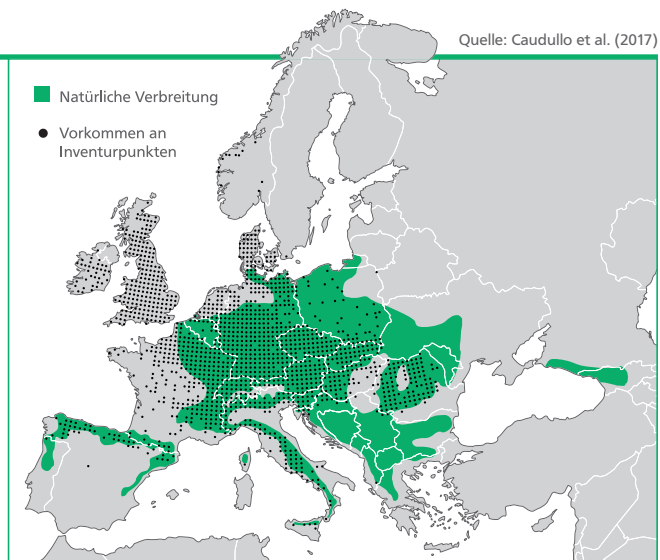 Quelle: Caudullo et al. (2017)
Natürliche Verbreitung
Vorkommen an
Inventurpunkten